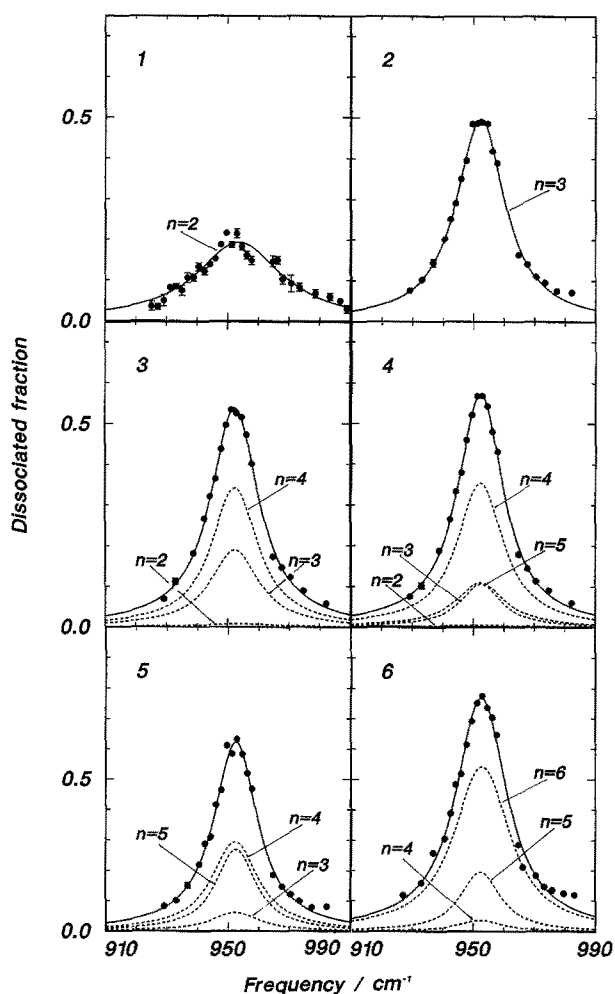 1
2
0.5
n=2
n=3
0.0
3
4
0.5
n=4
n=4
n=3
n=5
n=2
n=3
n=2
0.0
5
6
n=6
0.5
n=5
n=4
n=5
n=3
n=4
0.0
910 950 990 910 950 990
Frequency / cm⁻¹
Dissociated fraction